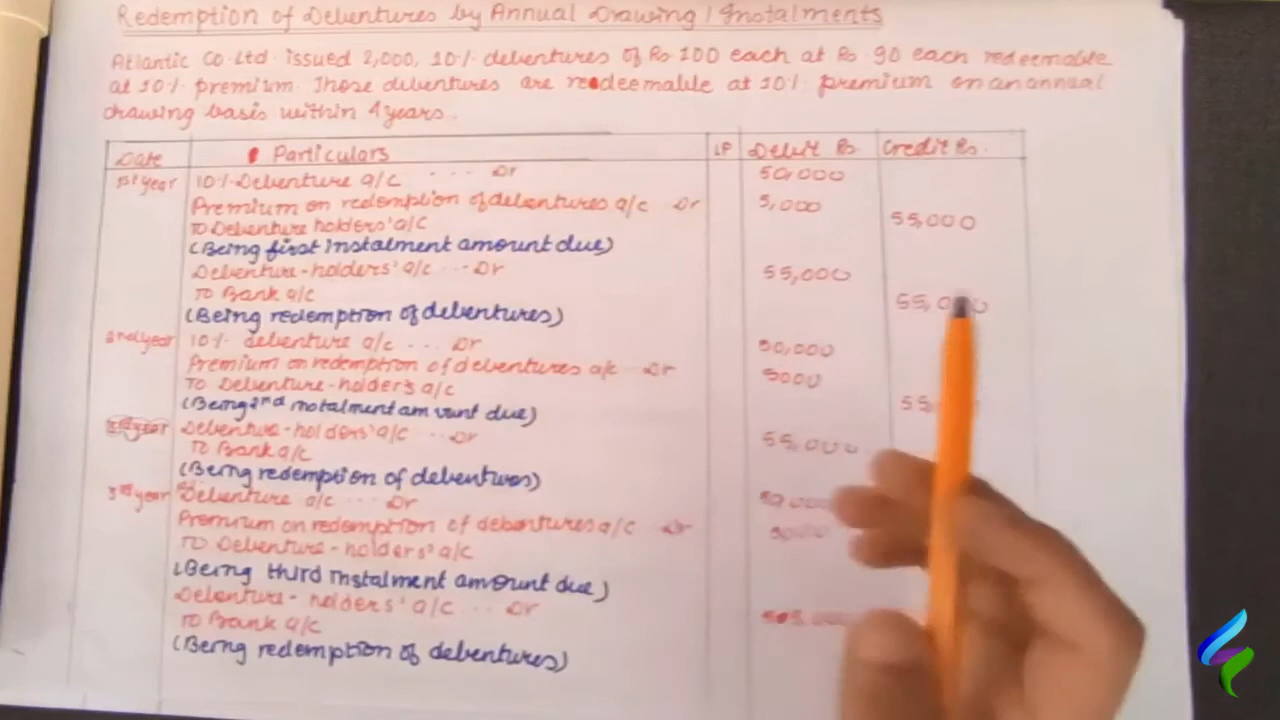 Redemption of Debentures by Annual Drawing / Instalments
Atlantic Co Ltd issued 2,000, 10% debentures of Rs 100 each at Rs 90 each redeemable
at 10% premium. Those debentures are redeemable at 10% premium on an annual
drawing basis within 4 years.
Date Particulars LF Debit Rs Credit Rs.
1st year 10% Debenture a/c ... Dr 50,000
Premium on redemption of debentures a/c Dr 5,000
To Debenture holders' a/c 55,000
(Being first instalment amount due)
Debenture-holders' a/c ... Dr 55,000
To Bank a/c
(Being redemption of debentures)
2nd year 10% debenture a/c ... Dr 50,000
Premium on redemption of debentures a/c Dr 5000
To Debenture-holders a/c
(Being 2nd instalment amount due)
Debenture-holders' a/c ... Dr 55,000
To Bank a/c
(Being redemption of debentures)
3rd year Debenture a/c ... Dr
Premium on redemption of debentures a/c Dr
To Debenture-holders' a/c
(Being third instalment amount due)
Debenture-holders' a/c ... Dr
To Bank a/c
(Being redemption of debentures)